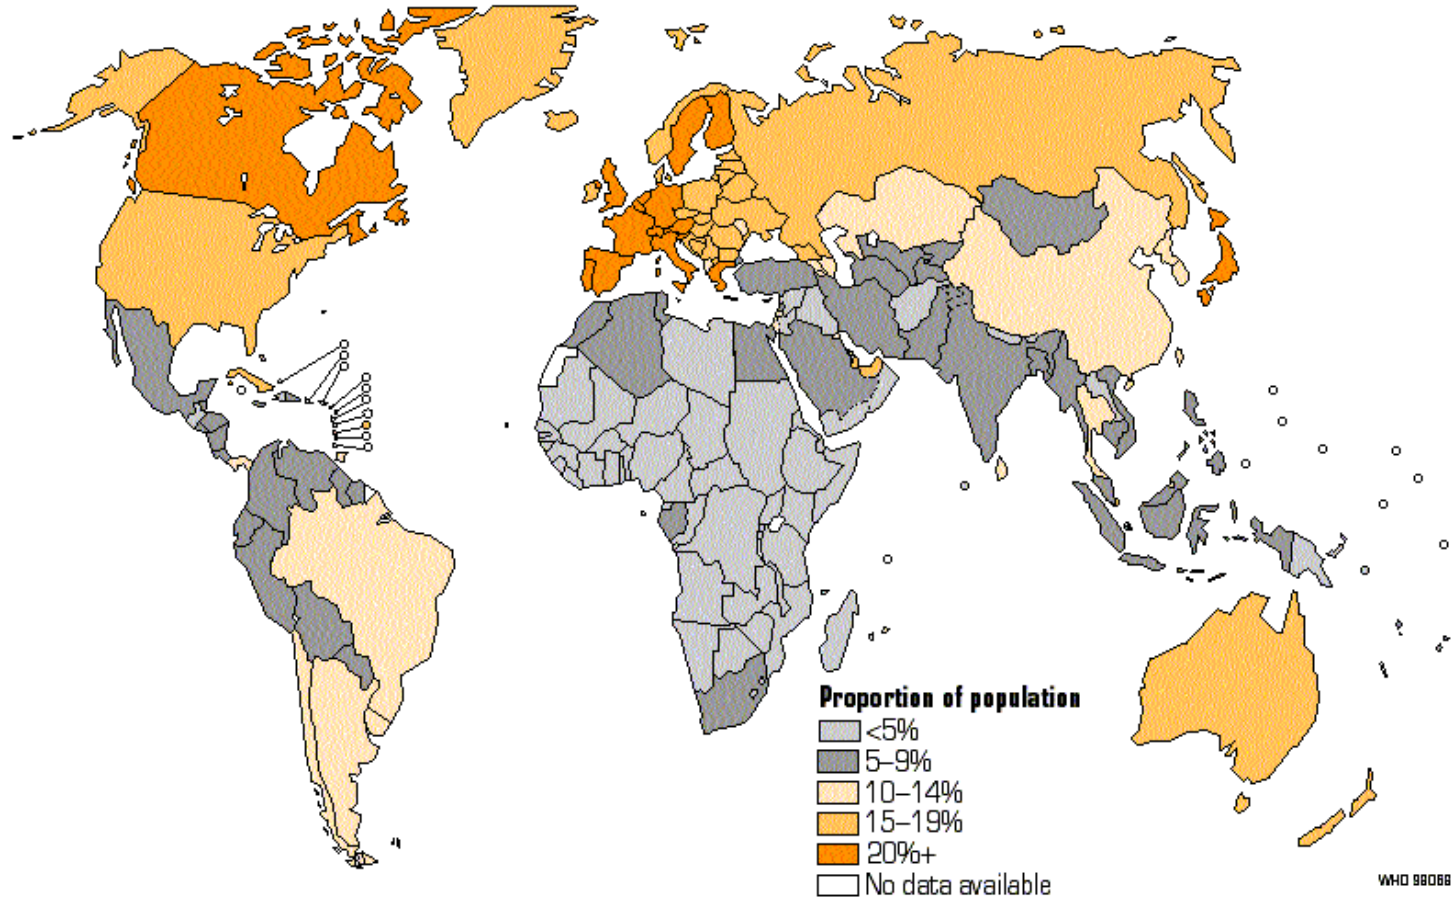 Proportion of population
<5%
5–9%
10–14%
15–19%
20%+
No data available
WHO 98068